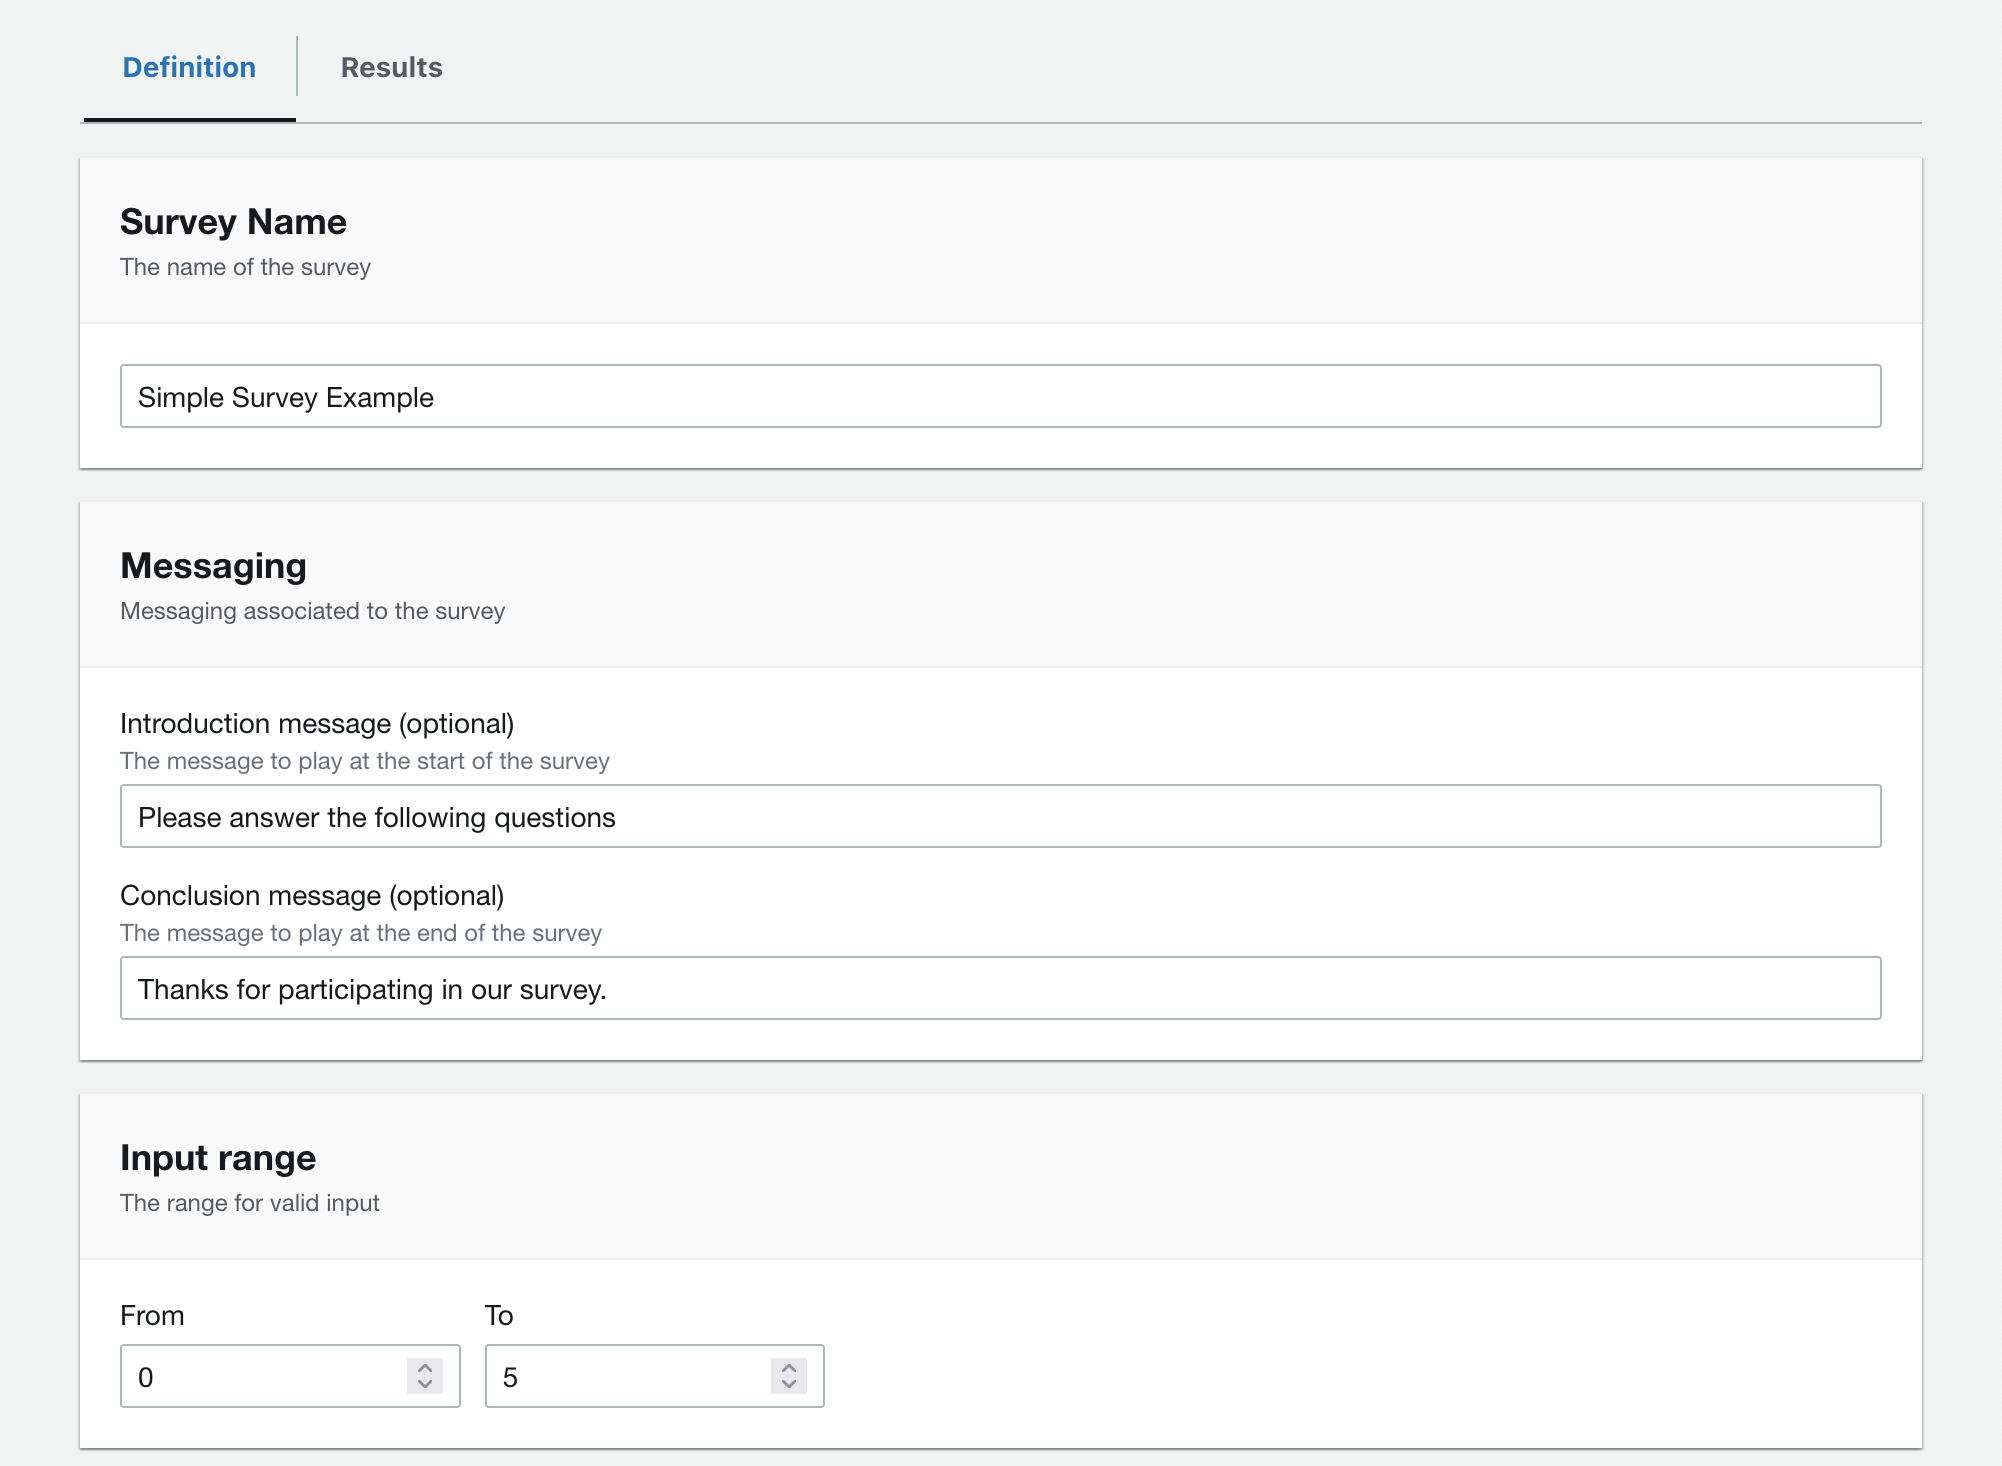 Definition
Results
Survey Name
The name of the survey
Simple Survey Example
Messaging
Messaging associated to the survey
Introduction message (optional)
The message to play at the start of the survey
Please answer the following questions
Conclusion message (optional)
The message to play at the end of the survey
Thanks for participating in our survey.
Input range
The range for valid input
From
To
0
5